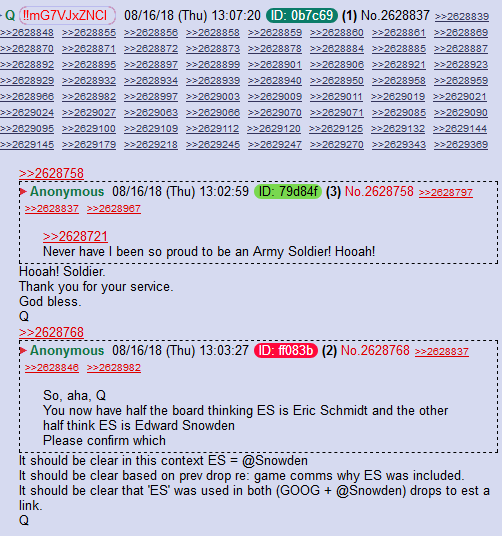 Q !!mG7VJxZNCI 08/16/18 (Thu) 13:07:20 ID: 0b7c69 (1) No.2628837 >>2628839
>>2628848 >>2628855 >>2628856 >>2628858 >>2628859 >>2628860 >>2628861 >>2628869
>>2628870 >>2628871 >>2628872 >>2628873 >>2628878 >>2628884 >>2628885 >>2628887
>>2628892 >>2628895 >>2628896 >>2628897 >>2628899 >>2628901 >>2628906 >>2628921 >>2628923
>>2628929 >>2628932 >>2628934 >>2628939 >>2628940 >>2628950 >>2628958 >>2628959
>>2628966 >>2628982 >>2628997 >>2629003 >>2629009 >>2629011 >>2629019 >>2629021
>>2629024 >>2629027 >>2629063 >>2629066 >>2629070 >>2629071 >>2629085 >>2629090
>>2629095 >>2629100 >>2629109 >>2629112 >>2629120 >>2629125 >>2629132 >>2629144
>>2629145 >>2629179 >>2629218 >>2629245 >>2629247 >>2629270 >>2629343 >>2629369
>>2628758
Anonymous 08/16/18 (Thu) 13:02:59 ID: 79d84f (3) No.2628758 >>2628797
>>2628837 >>2628967
>>2628721
Never have I been so proud to be an Army Soldier! Hooah!
Hooah! Soldier.
Thank you for your service.
God bless.
Q
>>2628768
Anonymous 08/16/18 (Thu) 13:03:27 ID: ff083b (2) No.2628768 >>2628837
>>2628846 >>2628982
So, aha, Q
You now have half the board thinking ES is Eric Schmidt and the other
half think ES is Edward Snowden
Please confirm which
It should be clear in this context ES = @Snowden
It should be clear based on prev drop re: game comms why ES was included.
It should be clear that 'ES' was used in both (GOOG + @Snowden) drops to est a
link.
Q